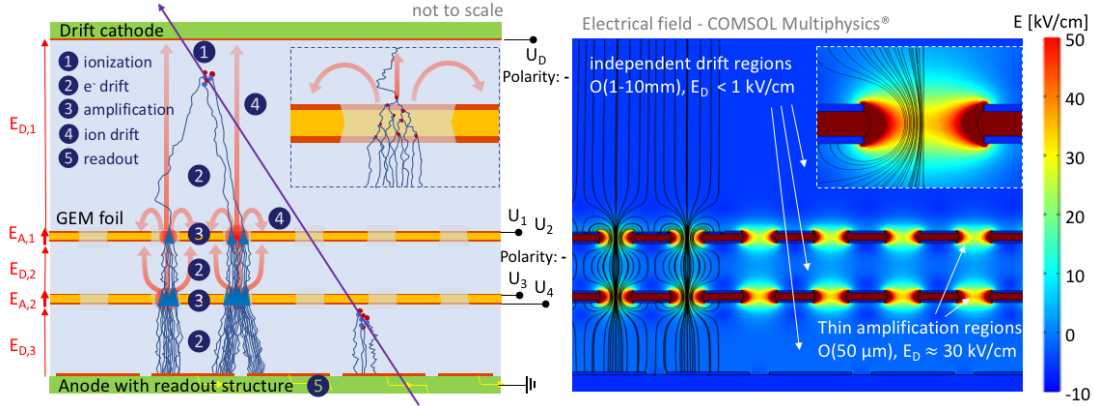 not to scale
Drift cathode
1 ionization
2 e- drift
3 amplification
4 ion drift
5 readout
1
4
2
U_D
Polarity: -
E_D,1
GEM foil
4
3
3
U_1
U_2
E_A,1
2
2
E_D,2
Polarity: -
U_3
U_4
E_A,2
3
3
2
E_D,3
Anode with readout structure 5
Electrical field - COMSOL Multiphysics®
E [kV/cm]
independent drift regions
O(1-10mm), E_D < 1 kV/cm
Thin amplification regions
O(50 μm), E_D ≈ 30 kV/cm
50
40
30
20
10
0
-10